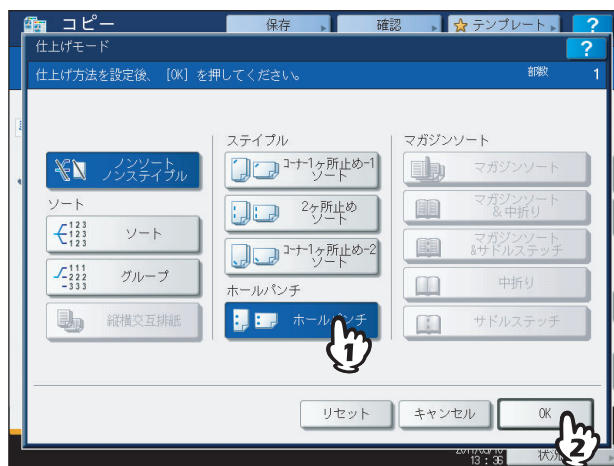 コピー
保存
確認
テンプレート
?
仕上げモード
?
仕上げ方法を設定後、[OK] を押してください。
部数 1
ノンソート
ノンステイプル
ソート
123
123
123
ソート
111
222
333
グループ
縦横交互排紙
ステイプル
コーナー1ヶ所止め-1
ソート
2ヶ所止め
ソート
コーナー1ヶ所止め-2
ソート
ホールパンチ
ホールパンチ
1
マガジンソート
マガジンソート
マガジンソート
&中折り
マガジンソート
&サドルステッチ
中折り
サドルステッチ
リセット
キャンセル
OK
2
13:36